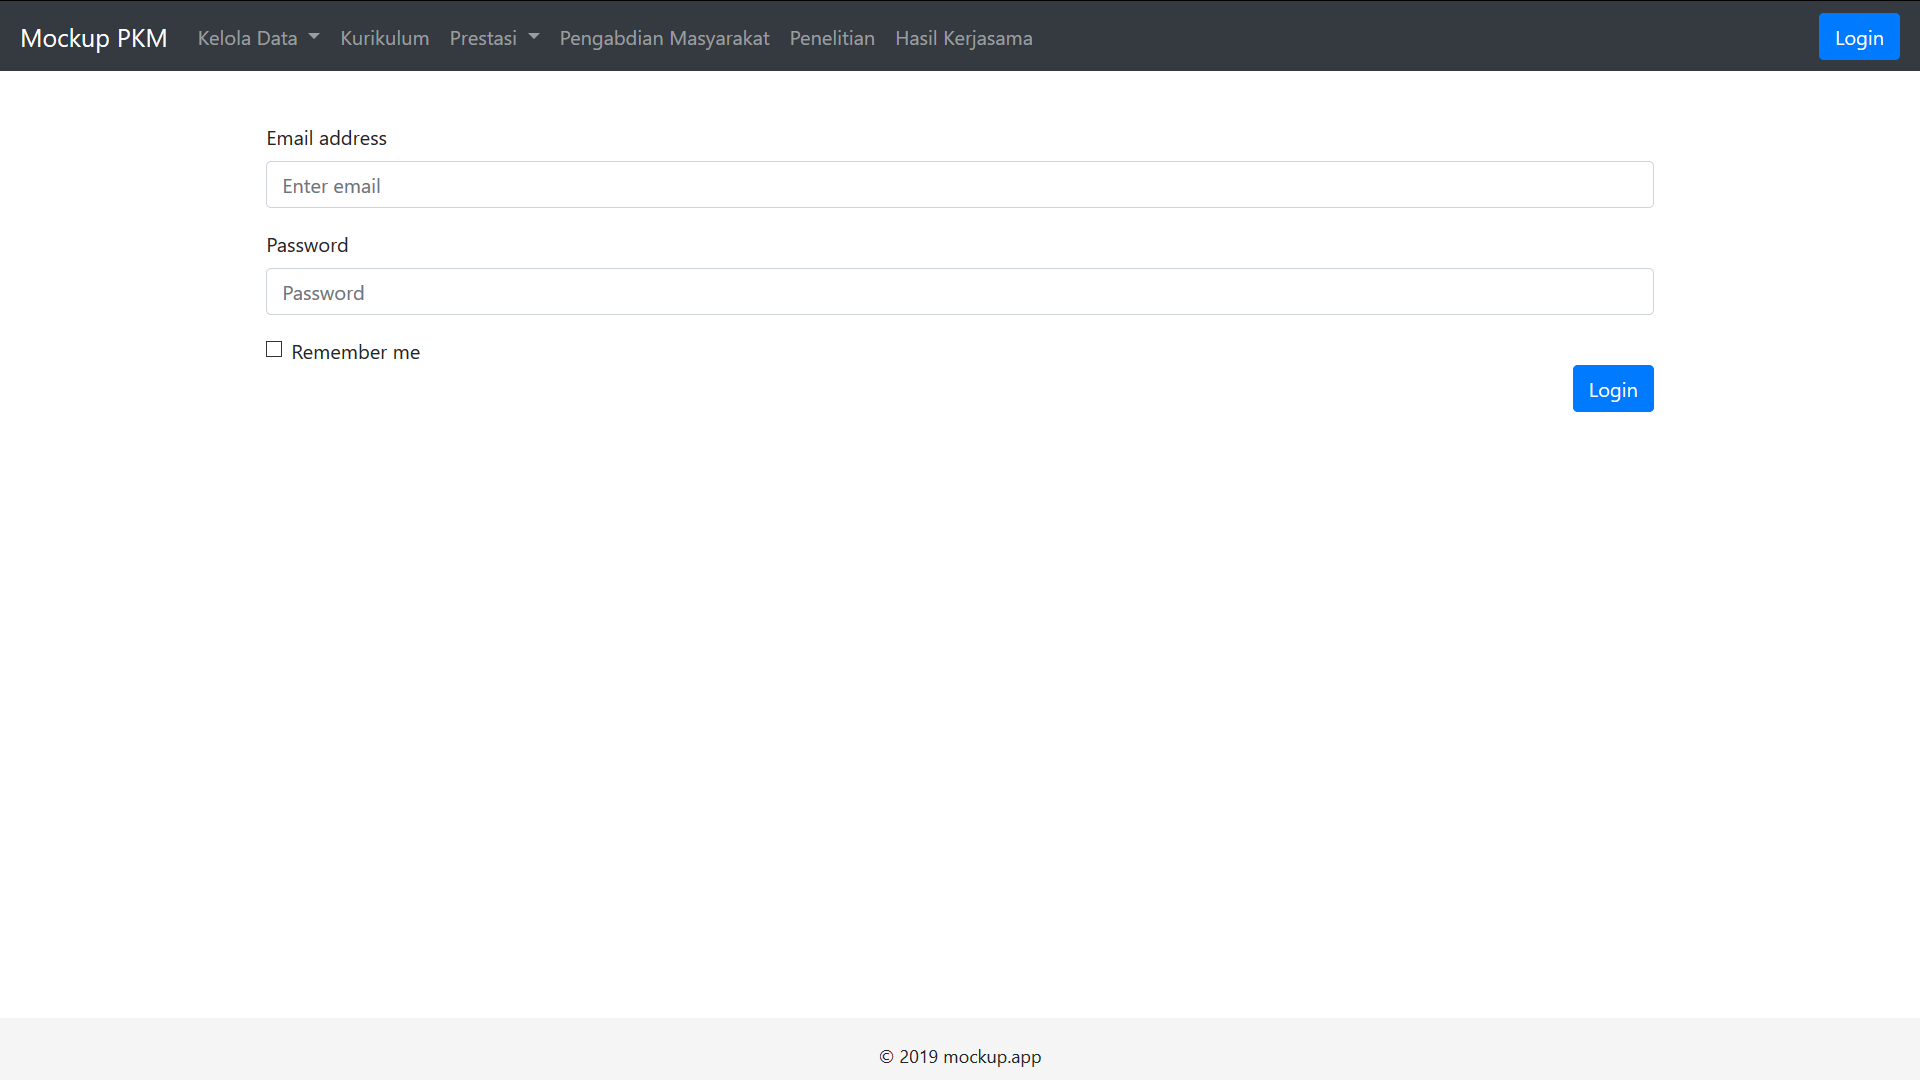 Mockup PKM Kelola Data Kurikulum Prestasi Pengabdian Masyarakat Penelitian Hasil Kerjasama Login
Email address
Enter email
Password
Password
Remember me
Login
© 2019 mockup.app